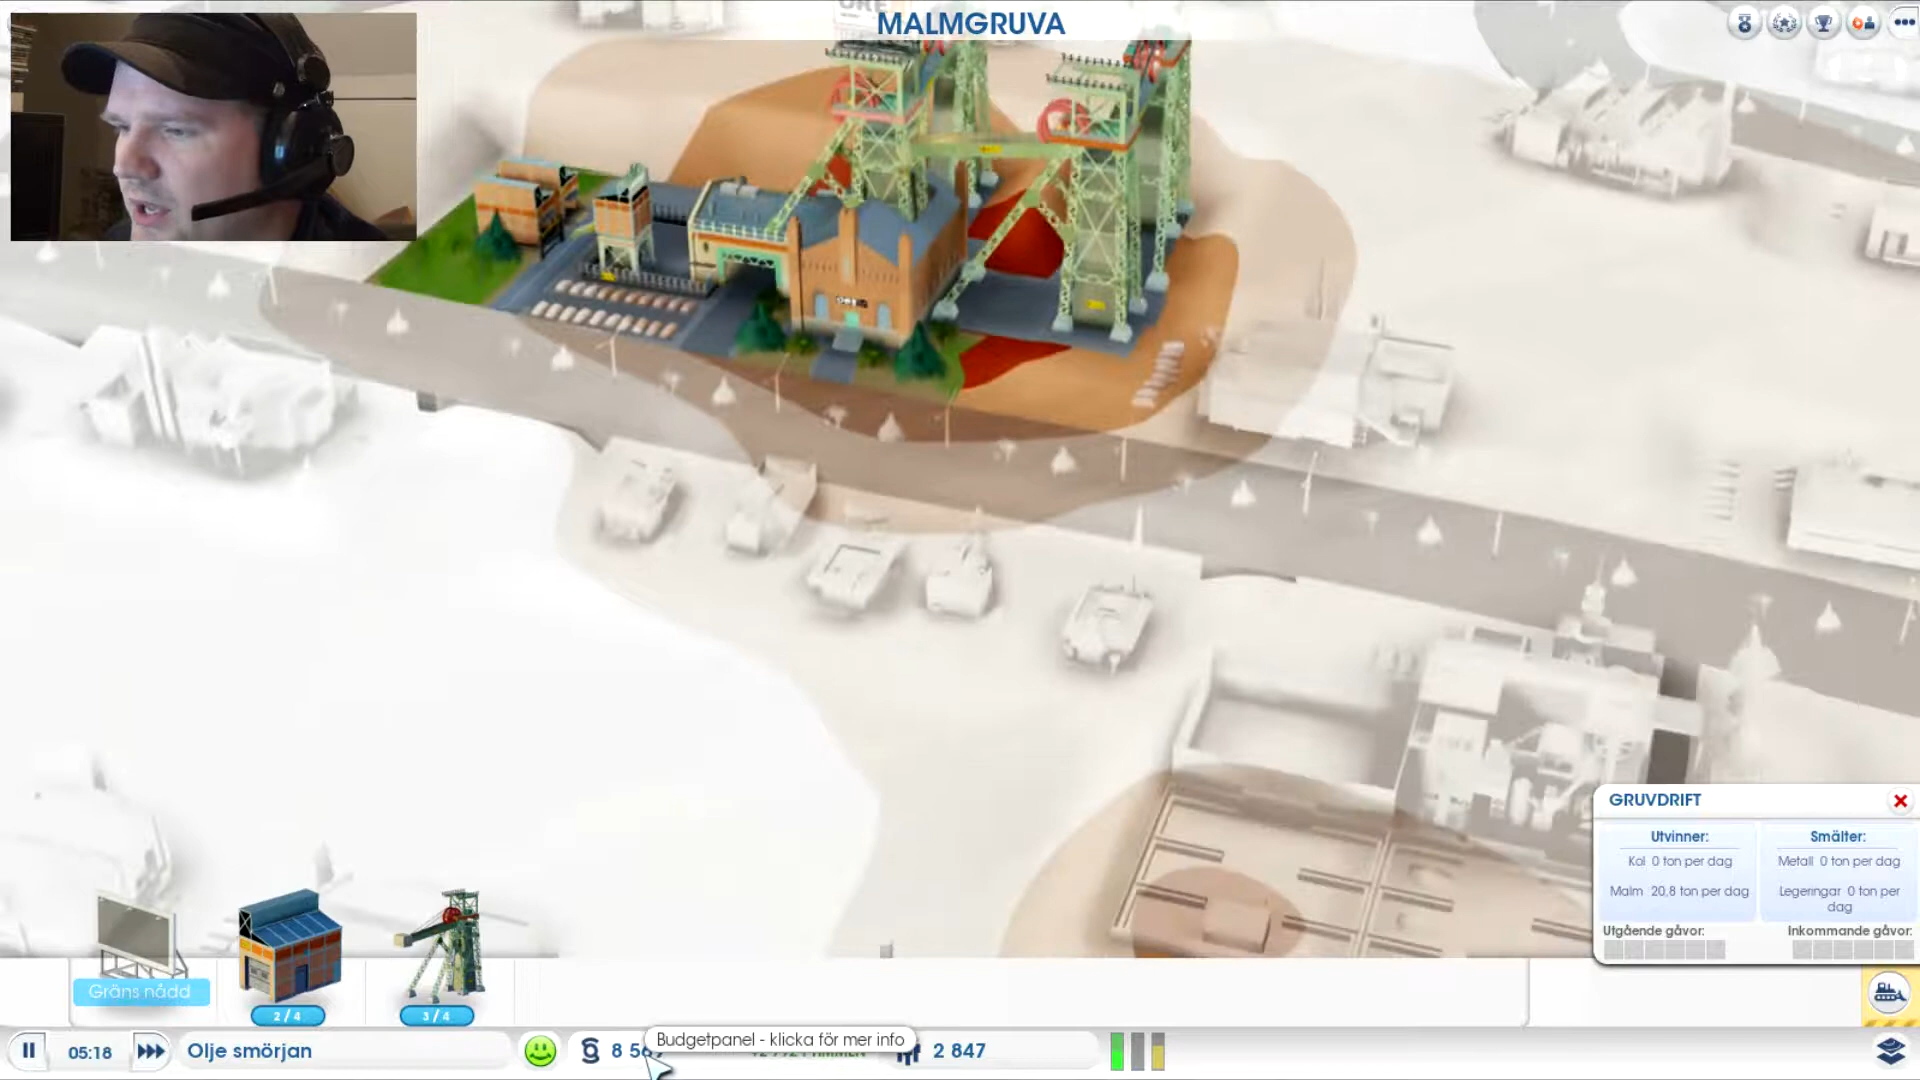 MALMGRUVA
GRUVDRIFT
Utvinner:
Smälter:
Kol 0 ton per dag
Metall 0 ton per dag
Malm 20,8 ton per dag
Legeringar 0 ton per
dag
Utgående gåvor:
Inkommande gåvor:
Gräns nådd
2/4
3/4
05:18
Olje smörjan
Budgetpanel - klicka för mer info
2 847